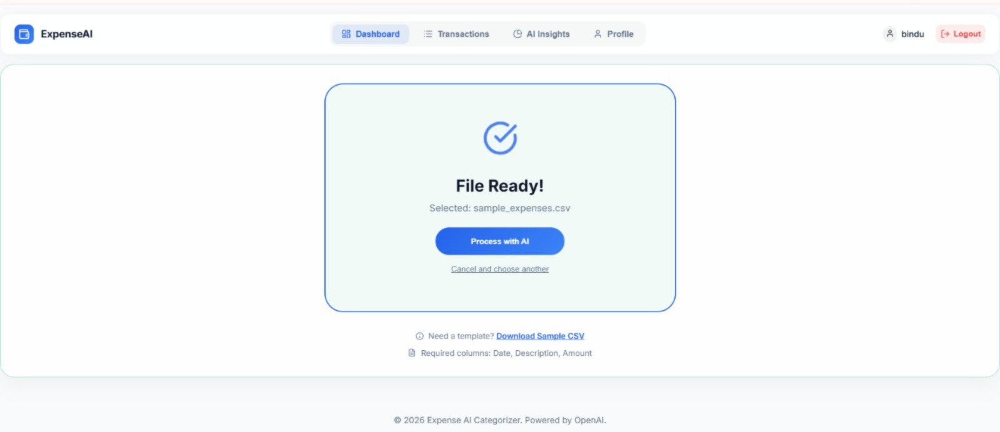 ExpenseAI
Dashboard
Transactions
AI Insights
Profile
bindu
Logout
File Ready!
Selected: sample_expenses.csv
Process with AI
Cancel and choose another
Need a template? Download Sample CSV
Required columns: Date, Description, Amount
© 2026 Expense AI Categorizer. Powered by OpenAI.